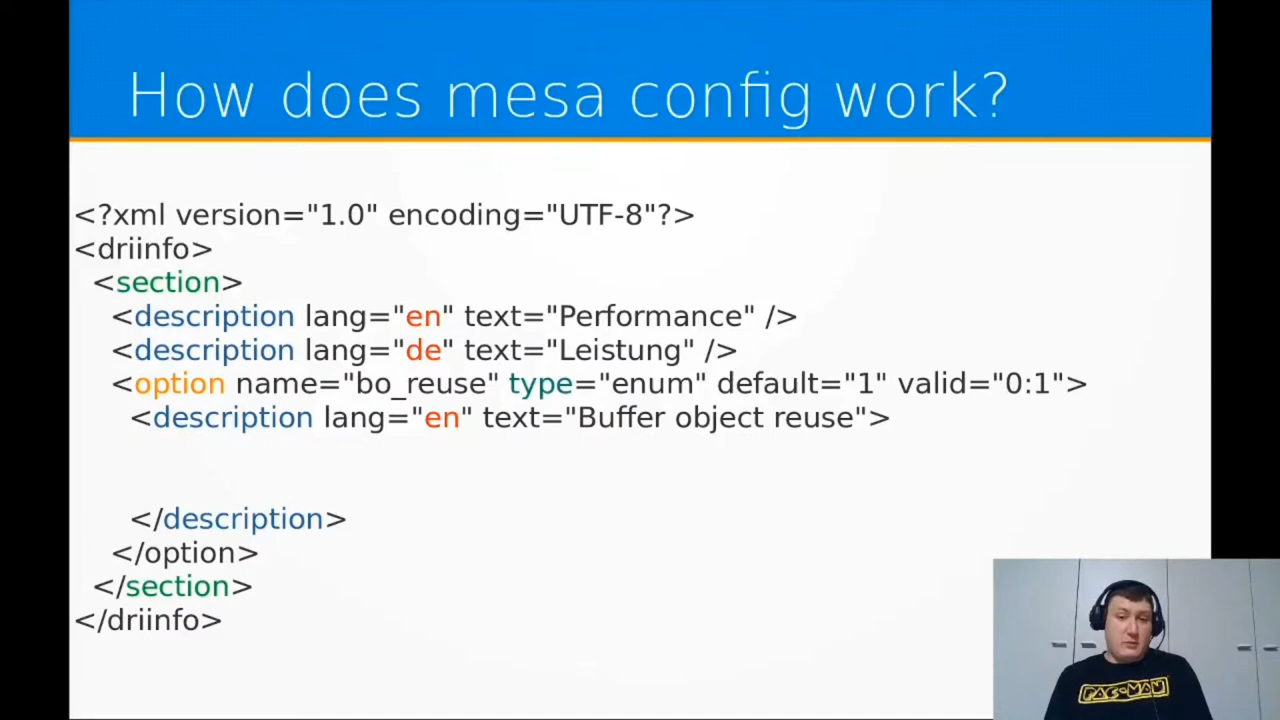 How does mesa config work?
<?xml version="1.0" encoding="UTF-8"?>
<driinfo>
<section>
<description lang="en" text="Performance" />
<description lang="de" text="Leistung" />
<option name="bo_reuse" type="enum" default="1" valid="0:1">
<description lang="en" text="Buffer object reuse">
</description>
</option>
</section>
</driinfo>
PAC-MAN